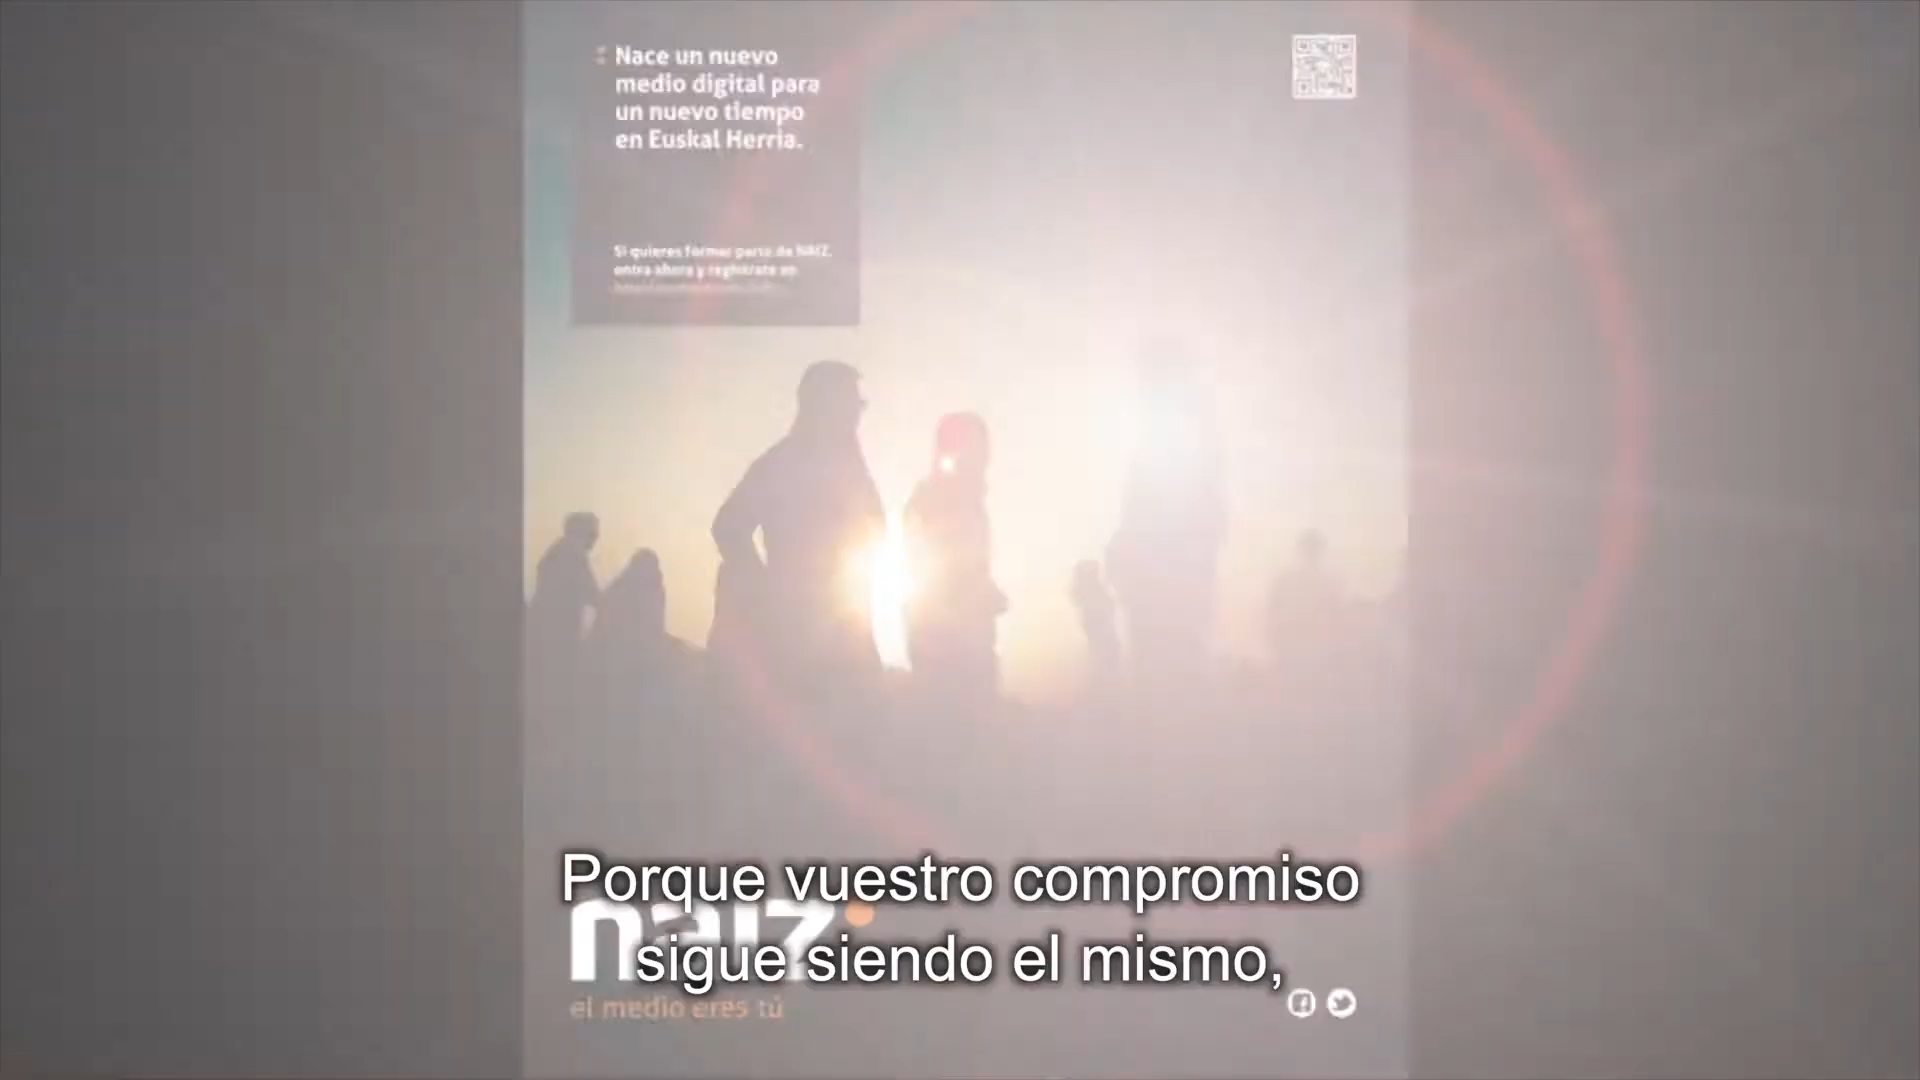 Nace un nuevo
medio digital para
un nuevo tiempo
en Euskal Herria.
Si quieres formar parte de NAIZ,
entra ahora y regístrate en
Porque vuestro compromiso
naiz
sigue siendo el mismo,
el medio eres tú